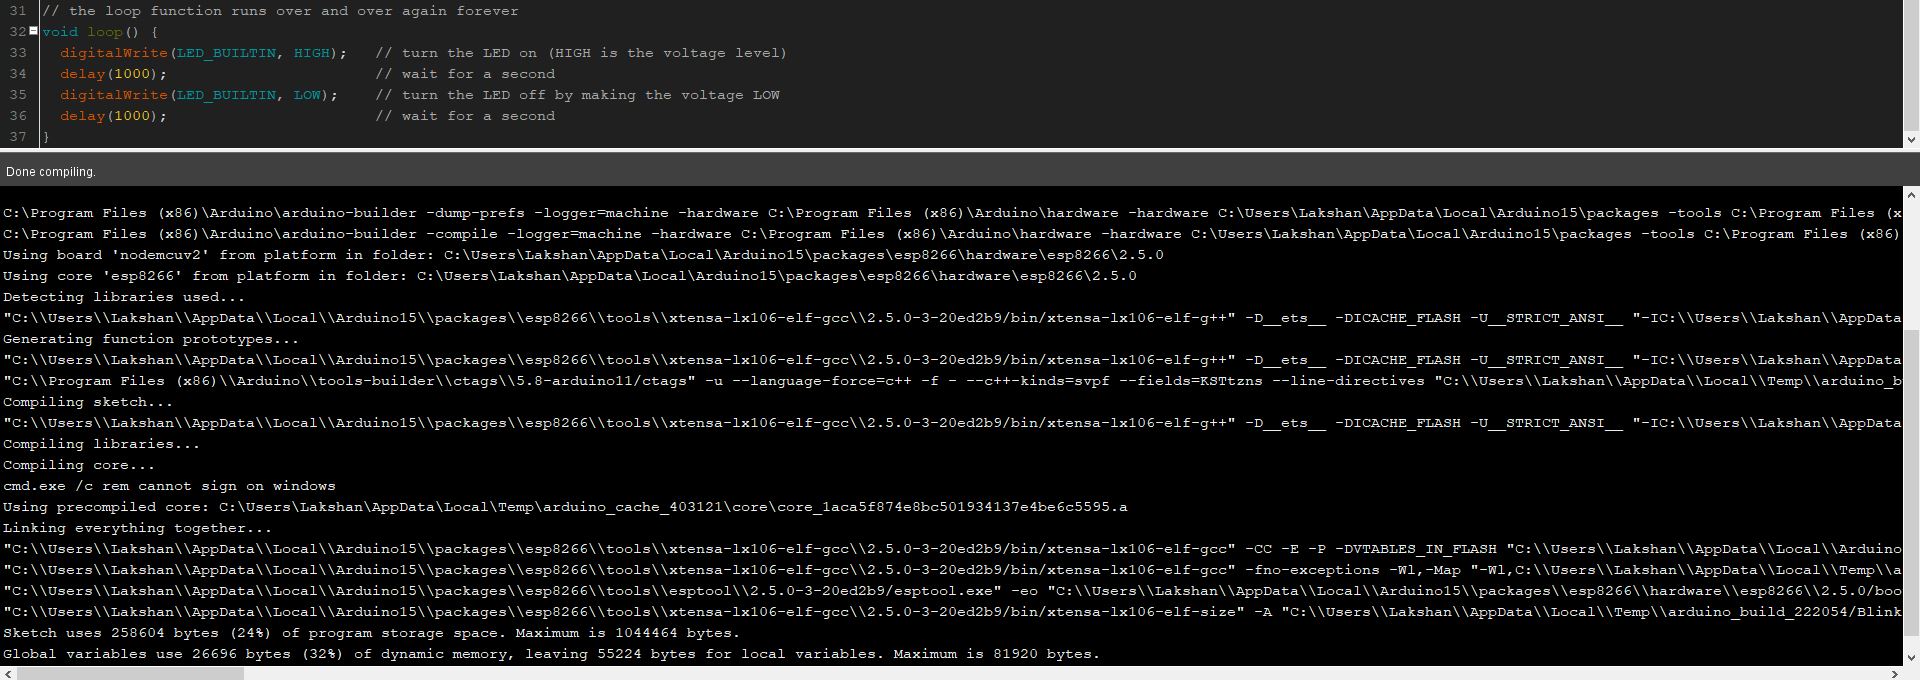 31 // the loop function runs over and over again forever
32 void loop() {
33   digitalWrite(LED_BUILTIN, HIGH);   // turn the LED on (HIGH is the voltage level)
34   delay(1000);                       // wait for a second
35   digitalWrite(LED_BUILTIN, LOW);    // turn the LED off by making the voltage LOW
36   delay(1000);                       // wait for a second
37 }
Done compiling.
C:\Program Files (x86)\Arduino\arduino-builder -dump-prefs -logger=machine -hardware C:\Program Files (x86)\Arduino\hardware -hardware C:\Users\Lakshan\AppData\Local\Arduino15\packages -tools C:\Program Files (x
C:\Program Files (x86)\Arduino\arduino-builder -compile -logger=machine -hardware C:\Program Files (x86)\Arduino\hardware -hardware C:\Users\Lakshan\AppData\Local\Arduino15\packages -tools C:\Program Files (x86)
Using board 'nodemcuv2' from platform in folder: C:\Users\Lakshan\AppData\Local\Arduino15\packages\esp8266\hardware\esp8266\2.5.0
Using core 'esp8266' from platform in folder: C:\Users\Lakshan\AppData\Local\Arduino15\packages\esp8266\hardware\esp8266\2.5.0
Detecting libraries used...
"C:\\Users\\Lakshan\\AppData\\Local\\Arduino15\\packages\\esp8266\\tools\\xtensa-lx106-elf-gcc\\2.5.0-3-20ed2b9/bin/xtensa-lx106-elf-g++" -D__ets__ -DICACHE_FLASH -U__STRICT_ANSI__ "-IC:\\Users\\Lakshan\\AppData
Generating function prototypes...
"C:\\Users\\Lakshan\\AppData\\Local\\Arduino15\\packages\\esp8266\\tools\\xtensa-lx106-elf-gcc\\2.5.0-3-20ed2b9/bin/xtensa-lx106-elf-g++" -D__ets__ -DICACHE_FLASH -U__STRICT_ANSI__ "-IC:\\Users\\Lakshan\\AppData
"C:\\Program Files (x86)\\Arduino\\tools-builder\\ctags\\5.8-arduino11/ctags" -u --language-force=c++ -f - --c++-kinds=svpf --fields=KSTtzns --line-directives "C:\\Users\\Lakshan\\AppData\\Local\\Temp\\arduino_b
Compiling sketch...
"C:\\Users\\Lakshan\\AppData\\Local\\Arduino15\\packages\\esp8266\\tools\\xtensa-lx106-elf-gcc\\2.5.0-3-20ed2b9/bin/xtensa-lx106-elf-g++" -D__ets__ -DICACHE_FLASH -U__STRICT_ANSI__ "-IC:\\Users\\Lakshan\\AppData
Compiling libraries...
Compiling core...
cmd.exe /c rem cannot sign on windows
Using precompiled core: C:\Users\Lakshan\AppData\Local\Temp\arduino_cache_403121\core\core_1aca5f874e8bc501934137e4be6c5595.a
Linking everything together...
"C:\\Users\\Lakshan\\AppData\\Local\\Arduino15\\packages\\esp8266\\tools\\xtensa-lx106-elf-gcc\\2.5.0-3-20ed2b9/bin/xtensa-lx106-elf-gcc" -CC -E -P -DVTABLES_IN_FLASH "C:\\Users\\Lakshan\\AppData\\Local\\Arduino
"C:\\Users\\Lakshan\\AppData\\Local\\Arduino15\\packages\\esp8266\\tools\\xtensa-lx106-elf-gcc\\2.5.0-3-20ed2b9/bin/xtensa-lx106-elf-gcc" -fno-exceptions -Wl,-Map "-Wl,C:\\Users\\Lakshan\\AppData\\Local\\Temp\\a
"C:\\Users\\Lakshan\\AppData\\Local\\Arduino15\\packages\\esp8266\\tools\\esptool\\2.5.0-3-20ed2b9/esptool.exe" -eo "C:\\Users\\Lakshan\\AppData\\Local\\Arduino15\\packages\\esp8266\\hardware\\esp8266\\2.5.0/boo
"C:\\Users\\Lakshan\\AppData\\Local\\Arduino15\\packages\\esp8266\\tools\\xtensa-lx106-elf-gcc\\2.5.0-3-20ed2b9/bin/xtensa-lx106-elf-size" -A "C:\\Users\\Lakshan\\AppData\\Local\\Temp\\arduino_build_222054/Blink
Sketch uses 258604 bytes (24%) of program storage space. Maximum is 1044464 bytes.
Global variables use 26696 bytes (32%) of dynamic memory, leaving 55224 bytes for local variables. Maximum is 81920 bytes.